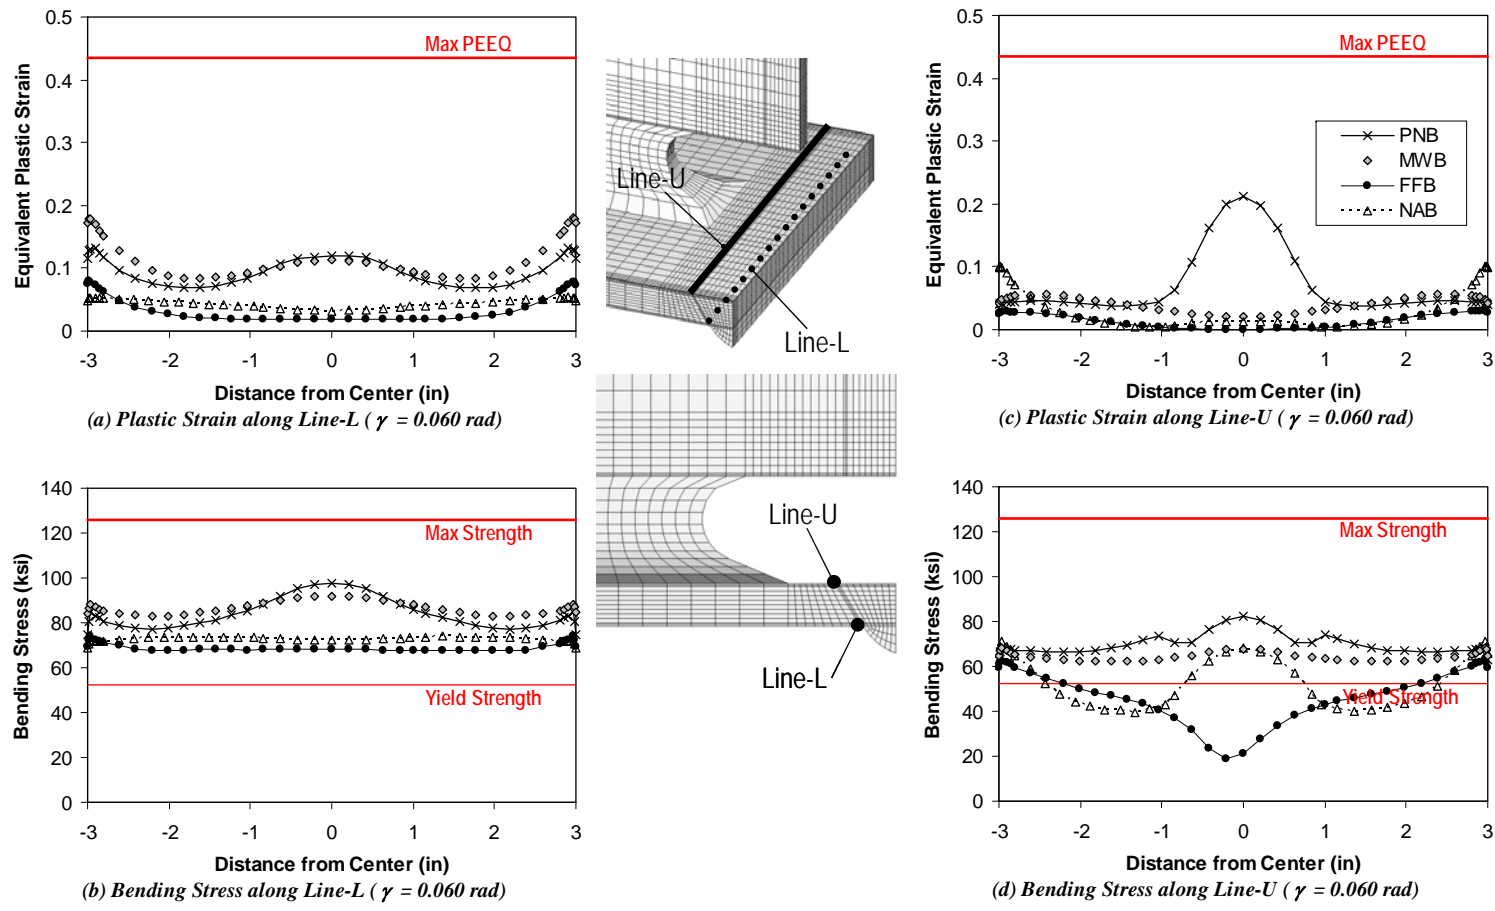 0.5
0.4
0.3
0.2
0.1
0
Equivalent Plastic Strain
Max PEEQ
-3 -2 -1 0 1 2 3
Distance from Center (in)
(a) Plastic Strain along Line-L ( γ = 0.060 rad)
140
120
100
80
60
40
20
0
Bending Stress (ksi)
Max Strength
Yield Strength
-3 -2 -1 0 1 2 3
Distance from Center (in)
(b) Bending Stress along Line-L ( γ = 0.060 rad)
Line-U
Line-L
Line-U
Line-L
0.5
0.4
0.3
0.2
0.1
0
Equivalent Plastic Strain
Max PEEQ
PNB
MWB
FFB
NAB
-3 -2 -1 0 1 2 3
Distance from Center (in)
(c) Plastic Strain along Line-U ( γ = 0.060 rad)
140
120
100
80
60
40
20
0
Bending Stress (ksi)
Max Strength
Yield Strength
-3 -2 -1 0 1 2 3
Distance from Center (in)
(d) Bending Stress along Line-U ( γ = 0.060 rad)